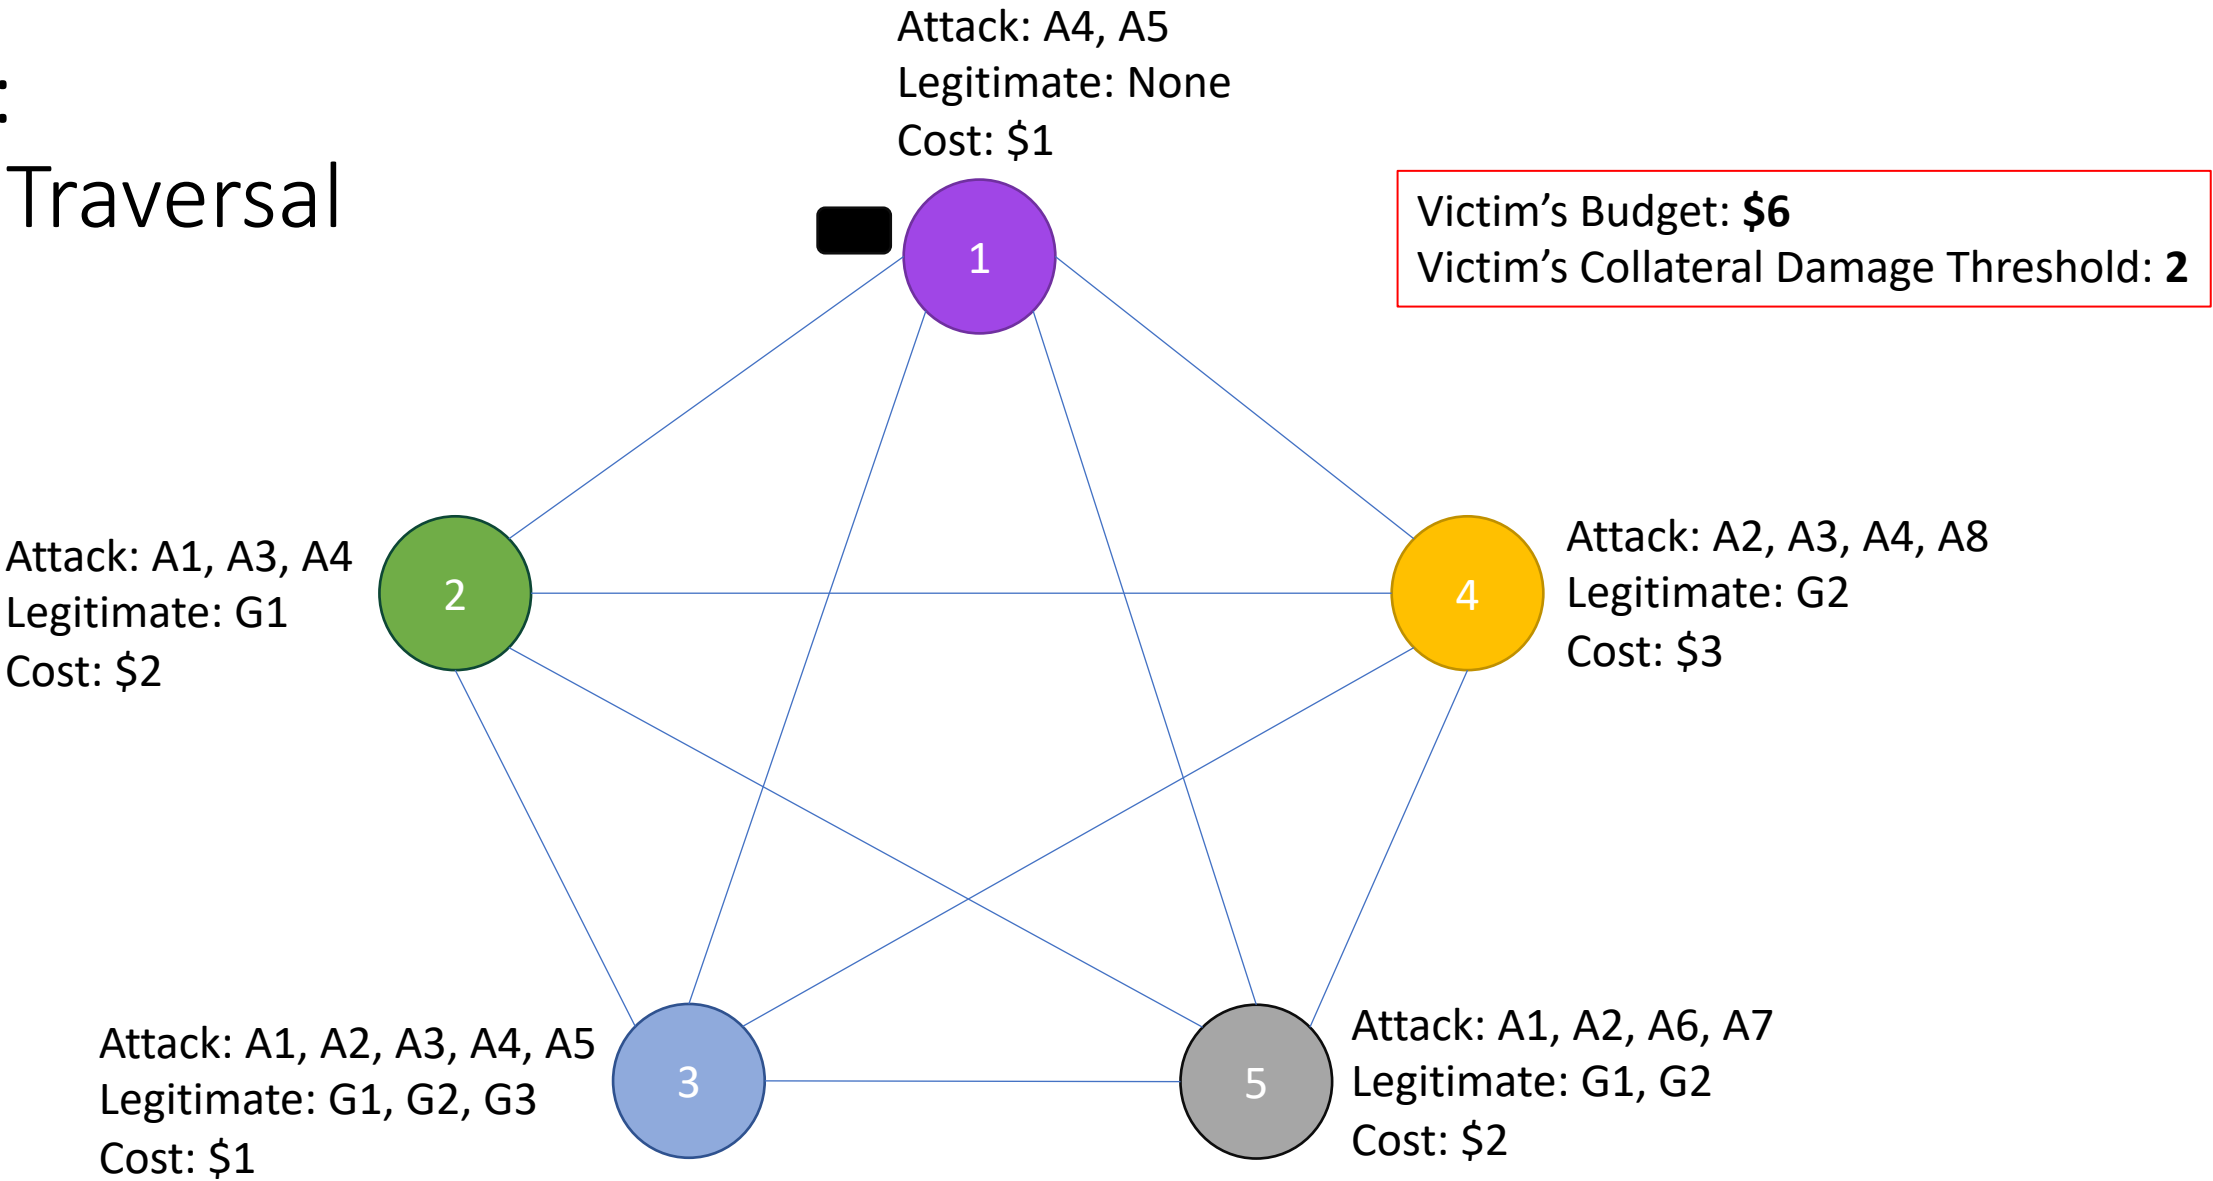 :
Traversal
Attack: A4, A5
Legitimate: None
Cost: $1
1
Victim’s Budget: $6
Victim’s Collateral Damage Threshold: 2
Attack: A1, A3, A4
Legitimate: G1
Cost: $2
2
4
Attack: A2, A3, A4, A8
Legitimate: G2
Cost: $3
Attack: A1, A2, A3, A4, A5
Legitimate: G1, G2, G3
Cost: $1
3
5
Attack: A1, A2, A6, A7
Legitimate: G1, G2
Cost: $2